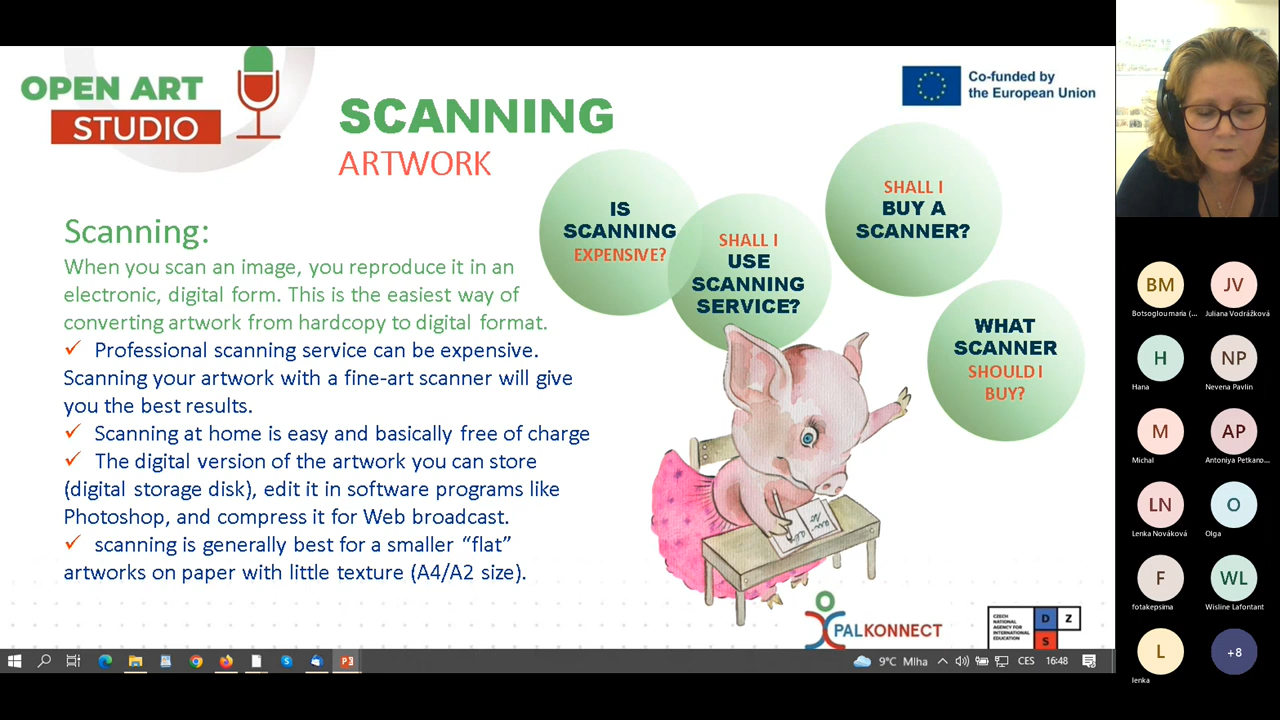 OPEN ART
STUDIO
SCANNING
ARTWORK
Co-funded by
the European Union
IS
SCANNING
EXPENSIVE?
SHALL I
USE
SCANNING
SERVICE?
SHALL I
BUY A
SCANNER?
WHAT
SCANNER
SHOULD I
BUY?
Scanning:
When you scan an image, you reproduce it in an
electronic, digital form. This is the easiest way of
converting artwork from hardcopy to digital format.
✓ Professional scanning service can be expensive.
Scanning your artwork with a fine-art scanner will give
you the best results.
✓ Scanning at home is easy and basically free of charge
✓ The digital version of the artwork you can store
(digital storage disk), edit it in software programs like
Photoshop, and compress it for Web broadcast.
✓ scanning is generally best for a smaller “flat”
artworks on paper with little texture (A4/A2 size).
PALKONNECT
CZECH
NATIONAL
AGENCY FOR
INTERNATIONAL
EDUCATION
D Z
S
9°C Mlha
CES
16:48
BM
Botsogloumaria (...
JV
Juliana Vodrážková
H
Hana
NP
Nevena Pavlin
M
Michal
AP
Antoniya Petkano...
LN
Lenka Nováková
O
Olga
F
fotakepsima
WL
Wisline Lafontant
L
lenka
+8